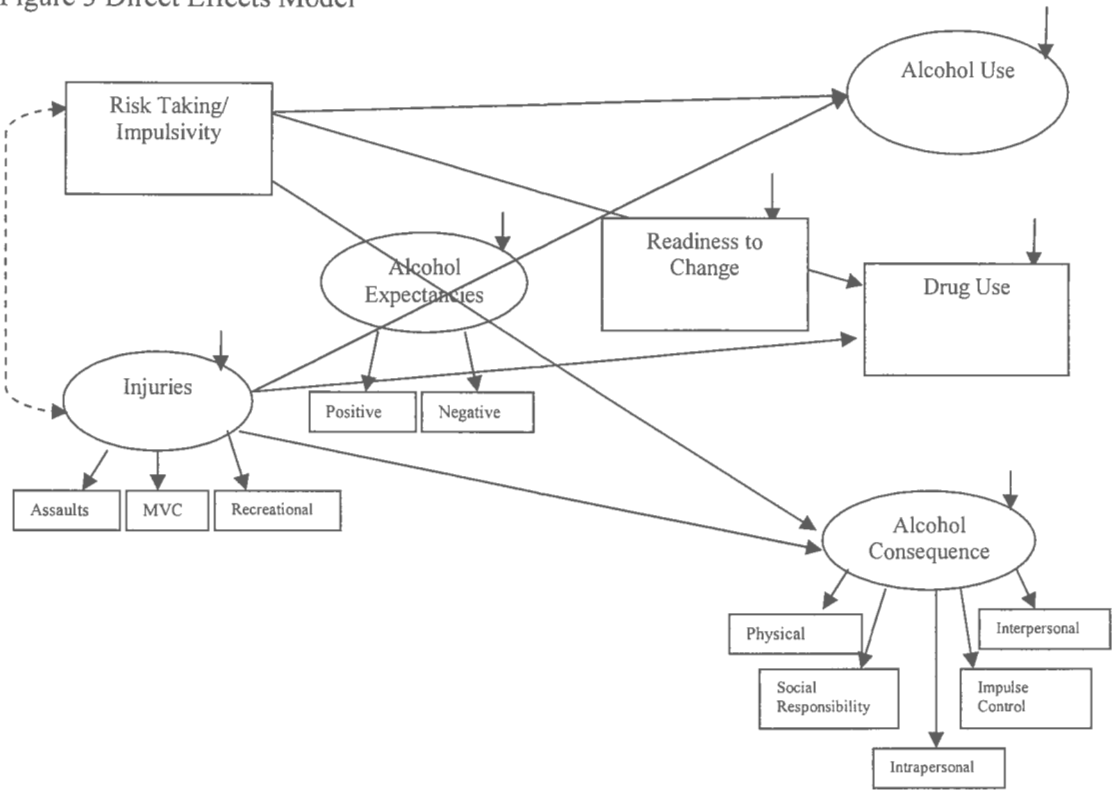 Figure 3 Direct Effects Model
Alcohol Use
Risk Taking/
Impulsivity
Readiness to
Change
Alcohol
Expectancies
Drug Use
Injuries
Positive
Negative
Assaults
MVC
Recreational
Alcohol
Consequence
Physical
Interpersonal
Social
Responsibility
Impulse
Control
Intrapersonal